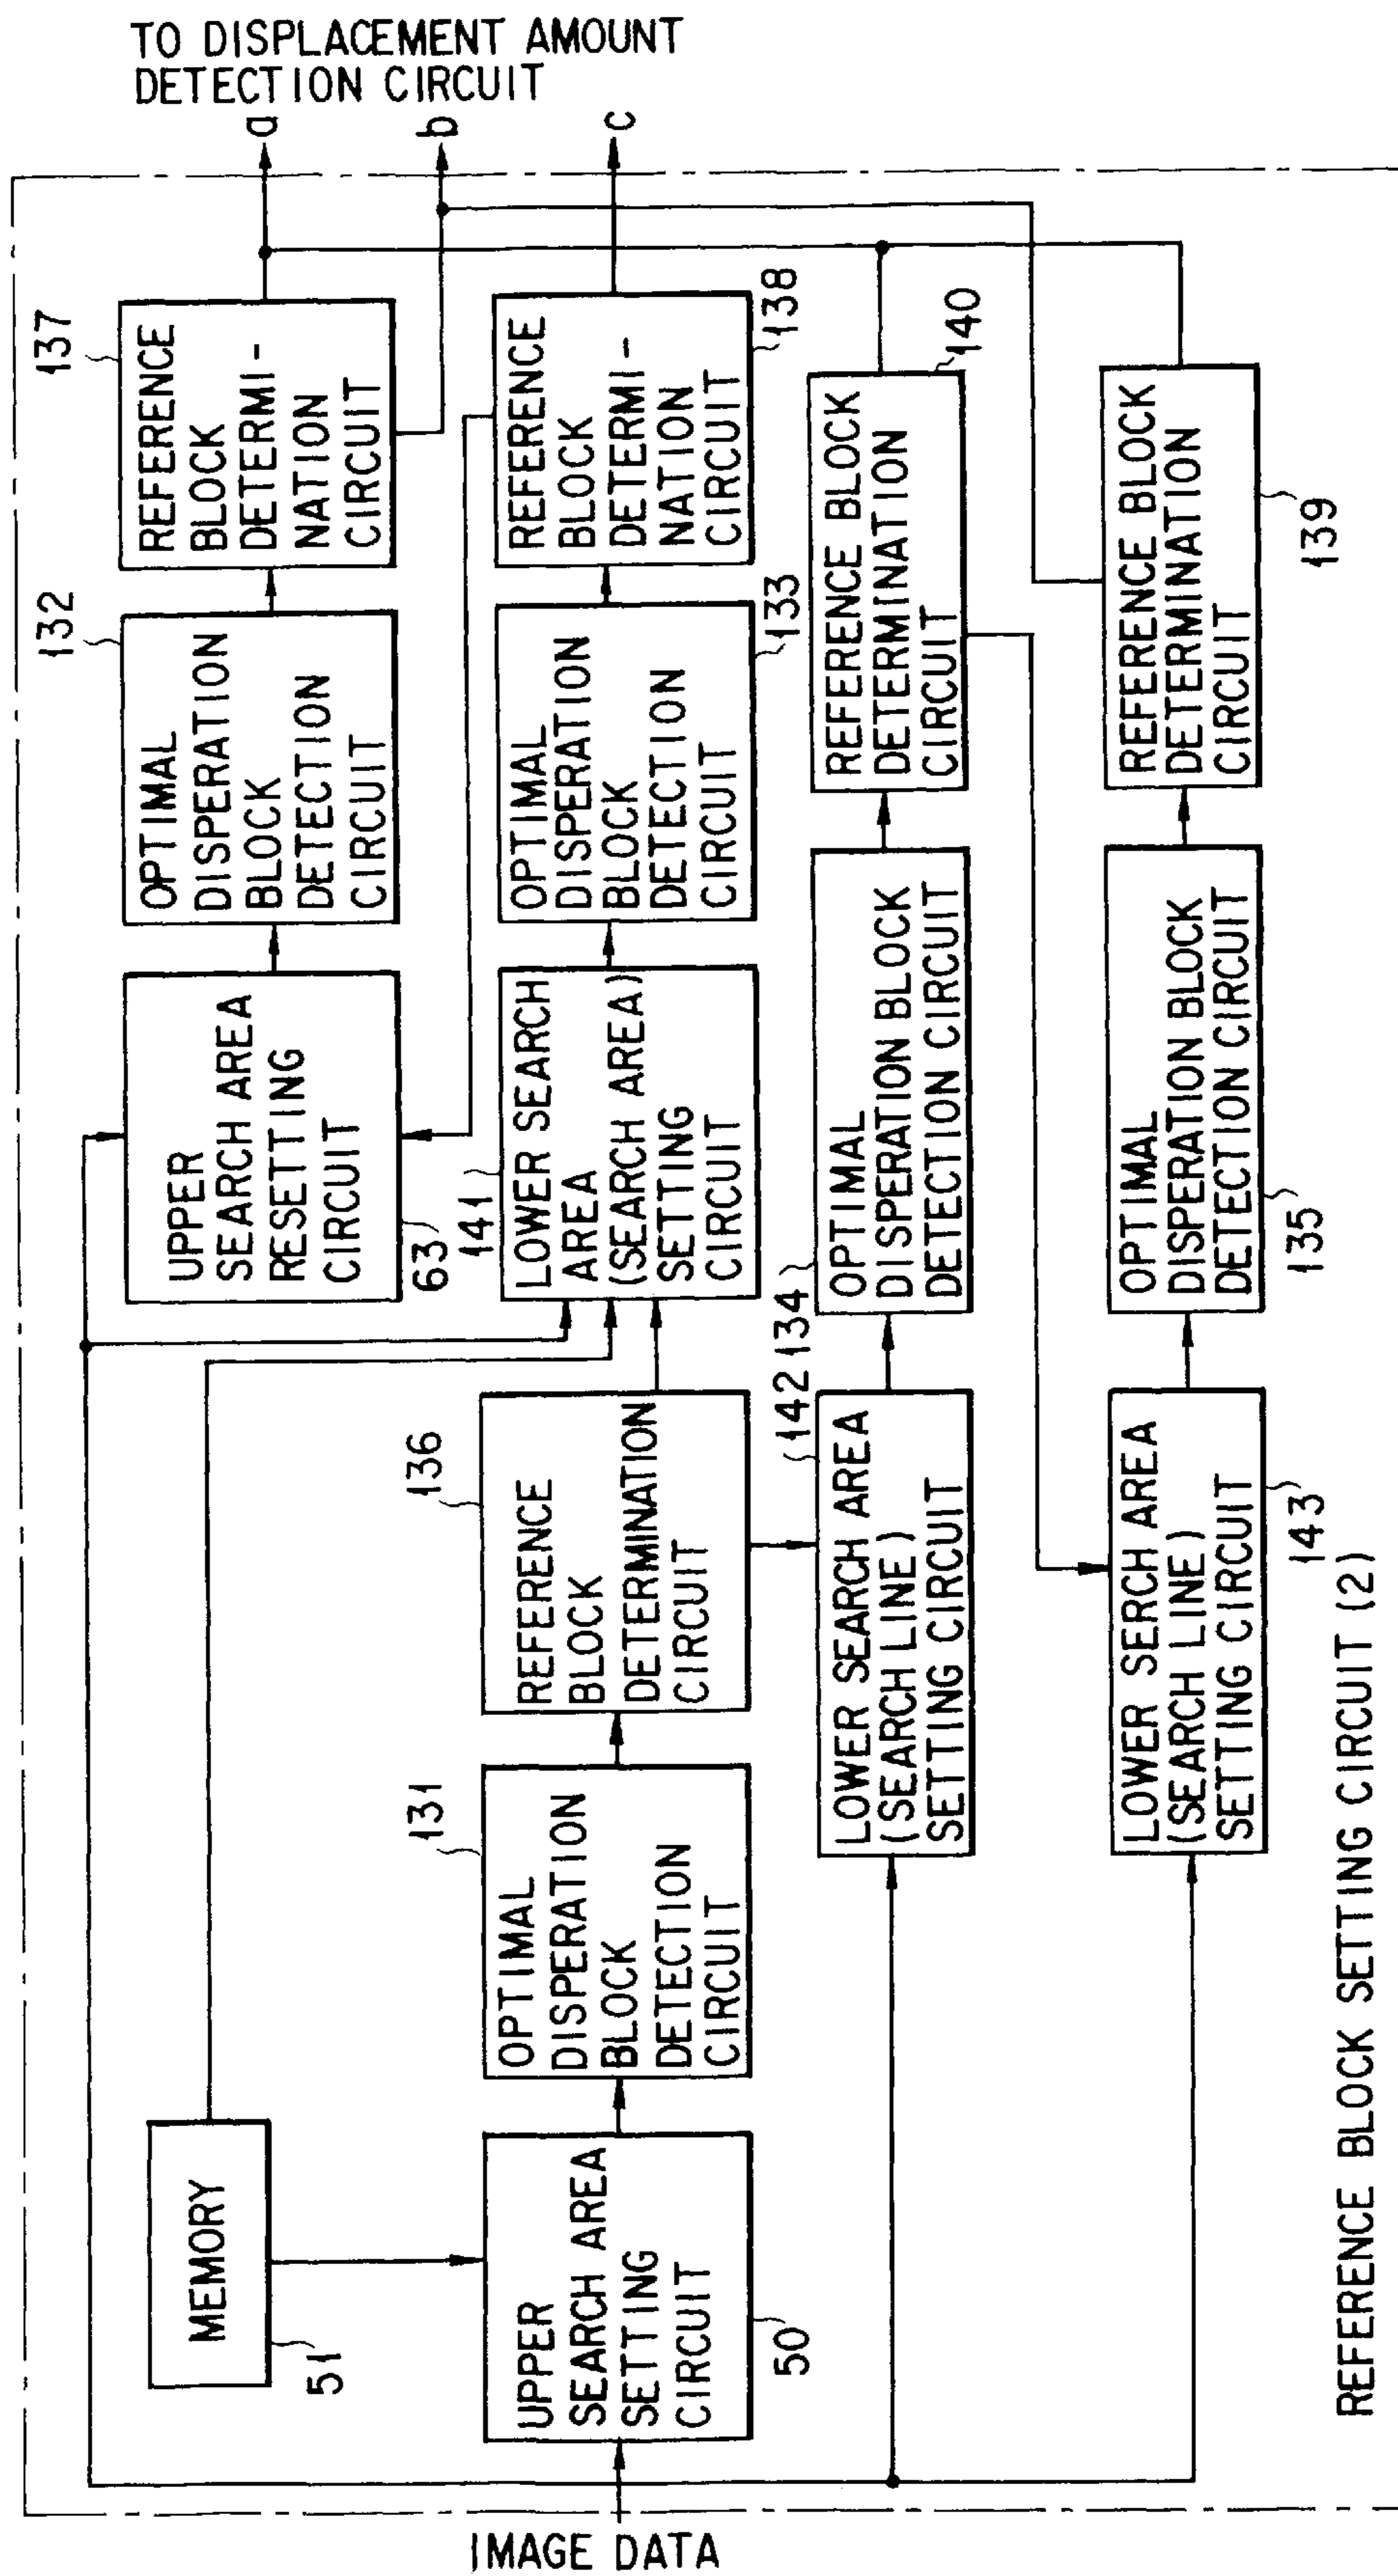 TO DISPLACEMENT AMOUNT
DETECTION CIRCUIT
a
b
c
137
REFERENCE
BLOCK
DETERMI-
NATION
CIRCUIT
132
OPTIMAL
DISPERATION
BLOCK
DETECTION
CIRCUIT
UPPER
SEARCH AREA
RESETTING
CIRCUIT
63
MEMORY
51
REFERENCE
BLOCK
DETERMI-
NATION
CIRCUIT
138
OPTIMAL
DISPERATION
BLOCK
DETECTION
CIRCUIT
133
141
LOWER SEARCH
AREA
(SEARCH AREA)
SETTING
CIRCUIT
136
REFERENCE
BLOCK
DETERMINATION
CIRCUIT
131
OPTIMAL
DISPERATION
BLOCK
DETECTION
CIRCUIT
UPPER
SEARCH AREA
SETTING
CIRCUIT
50
IMAGE DATA
142
LOWER SEARCH AREA
(SEARCH LINE)
SETTING CIRCUIT
134
OPTIMAL
DISPERATION BLOCK
DETECTION CIRCUIT
REFERENCE BLOCK
DETERMINATION
CIRCUIT
140
LOWER SERCH AREA
(SEARCH LINE)
SETTING CIRCUIT
143
OPTIMAL
DISPERATION BLOCK
DETECTION CIRCUIT
135
REFERENCE BLOCK
DETERMINATION
CIRCUIT
139
REFERENCE BLOCK SETTING CIRCUIT (2)